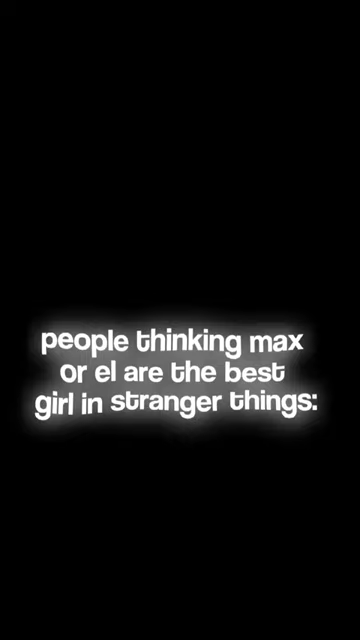 people thinking max
or el are the best
girl in stranger things: